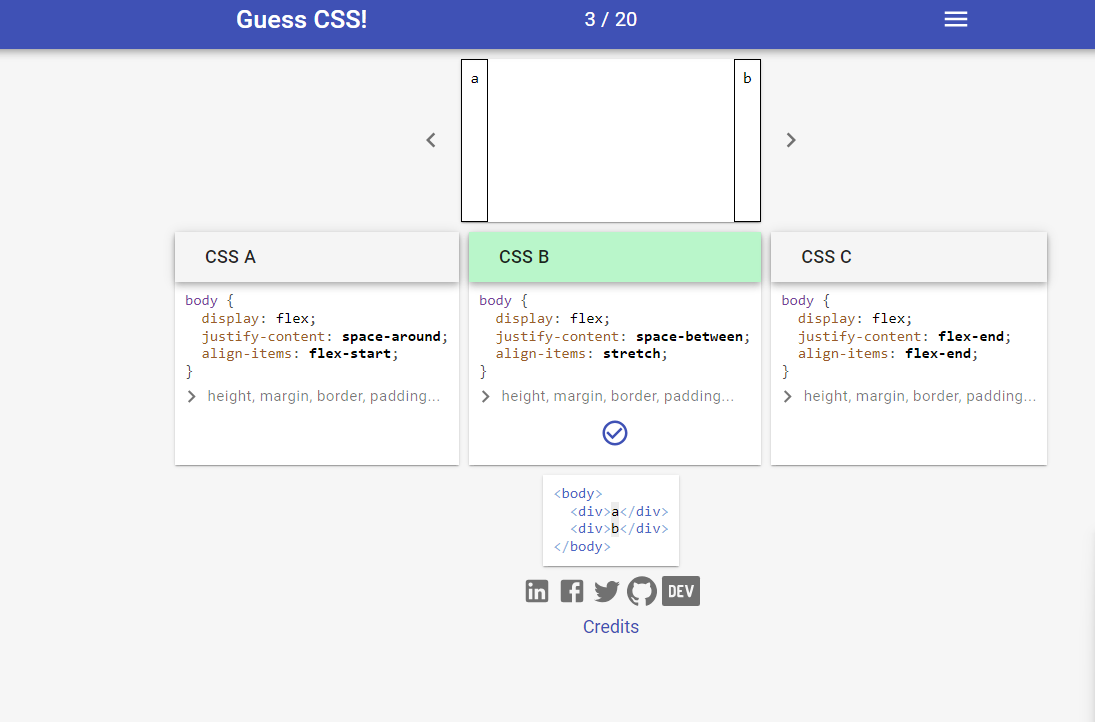 Guess CSS!
3 / 20
a
b
CSS A
body {
  display: flex;
  justify-content: space-around;
  align-items: flex-start;
}
height, margin, border, padding...
CSS B
body {
  display: flex;
  justify-content: space-between;
  align-items: stretch;
}
height, margin, border, padding...
CSS C
body {
  display: flex;
  justify-content: flex-end;
  align-items: flex-end;
}
height, margin, border, padding...
<body>
  <div>a</div>
  <div>b</div>
</body>
in
f
DEV
Credits